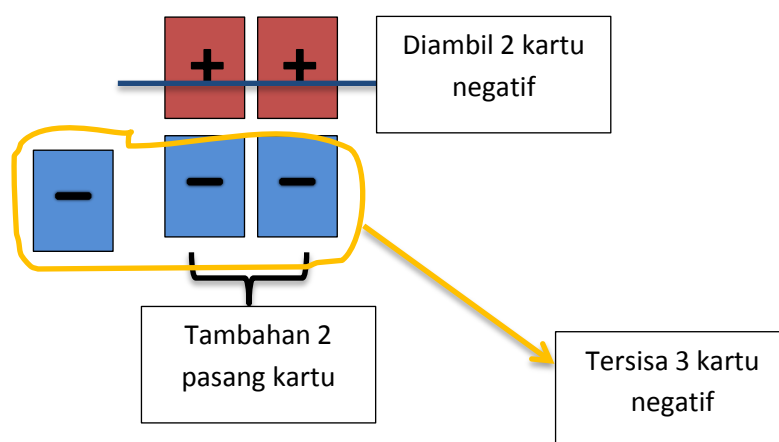 + +
Diambil 2 kartu
negatif
− − −
Tambahan 2
pasang kartu
Tersisa 3 kartu
negatif